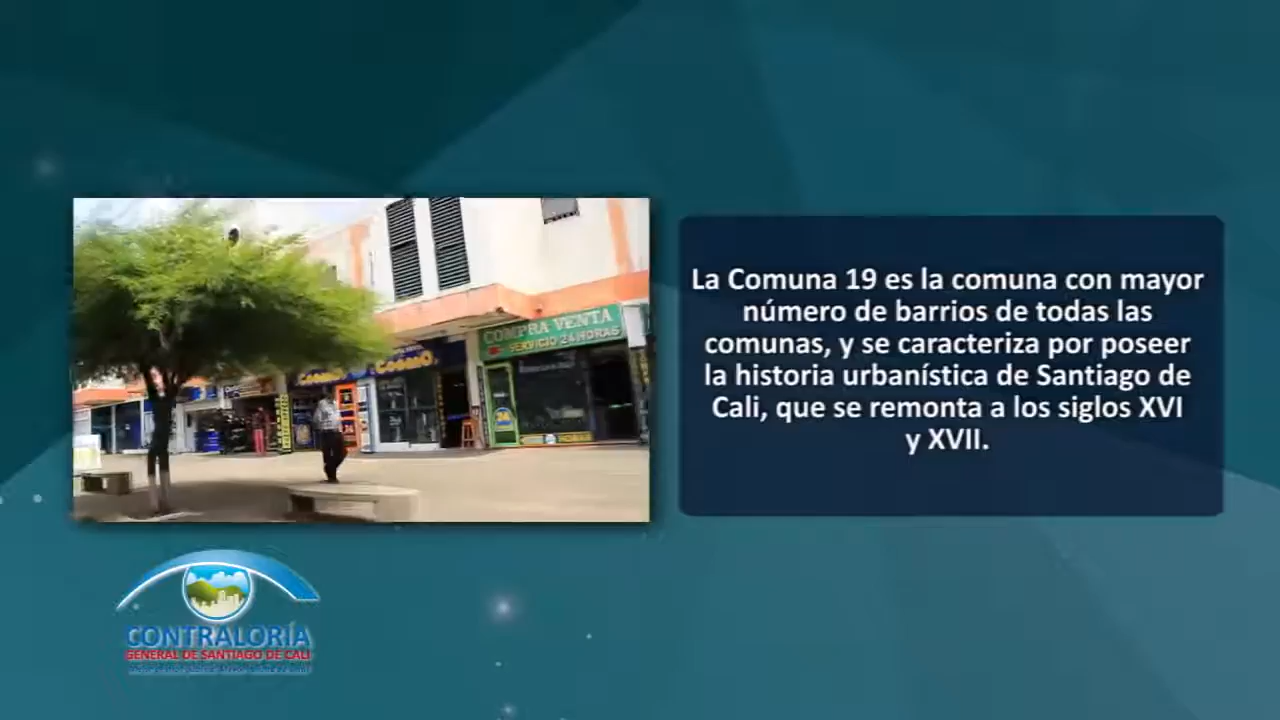 COMPRA VENTA
SERVICIO 24 HORAS
COSMO
La Comuna 19 es la comuna con mayor
número de barrios de todas las
comunas, y se caracteriza por poseer
la historia urbanística de Santiago de
Cali, que se remonta a los siglos XVI
y XVII.
CONTRALORÍA
GENERAL DE SANTIAGO DE CALI